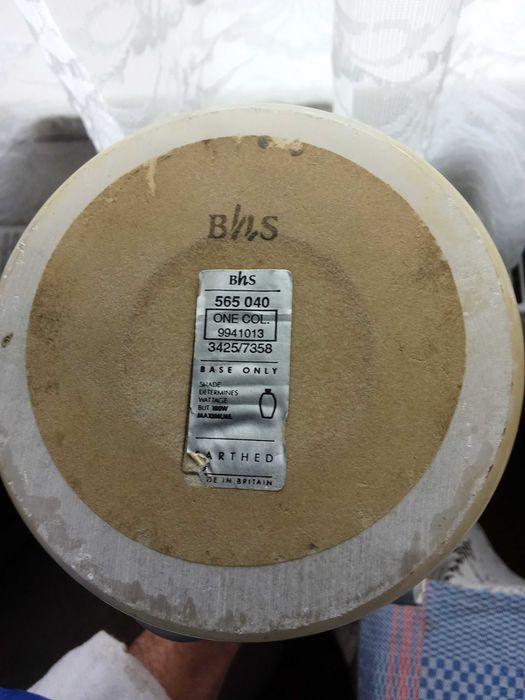 BhS
BhS
565 040
ONE COL.
9941013
3425/7358
BASE ONLY
SHADE
DETERMINES
WATTAGE
BUT 100W
MAXIMUM.
ARTHED
DE IN BRITAIN